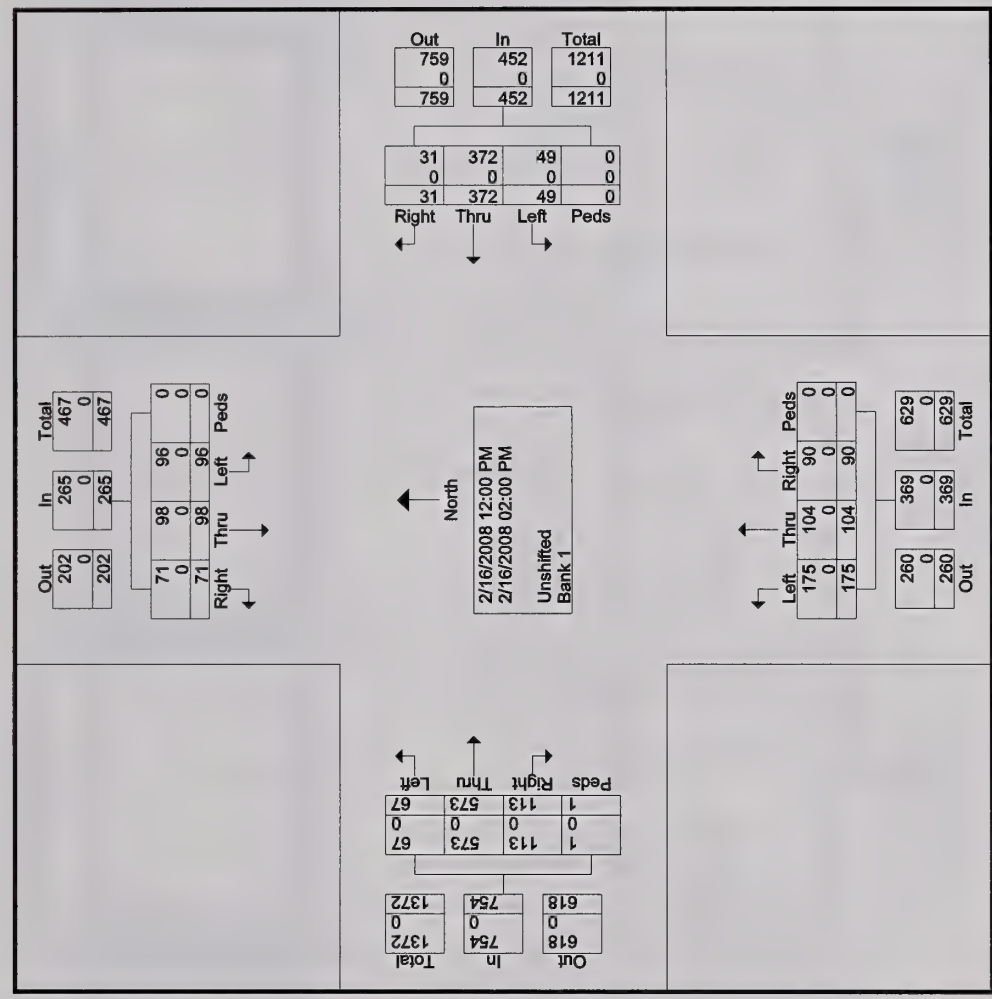 Out In Total
759 452 1211
0 0 0
759 452 1211
31 372 49 0
0 0 0 0
31 372 49 0
Right Thru Left Peds
Total In Out
467 265 202
0 0 0
467 265 202
0 96 98 71
0 0 0 0
0 96 98 71
Peds Left Thru Right
North
2/16/2008 12:00 PM
2/16/2008 02:00 PM
Unshifted
Bank 1
Peds Right Thru Left
0 90 104 175
0 0 0 0
0 90 104 175
629 369 260
0 0 0
629 369 260
Total In Out
Left Thru Right Peds
67 573 113 1
0 0 0 0
67 573 113 1
1372 754 618
0 0 0
1372 754 618
Total In Out